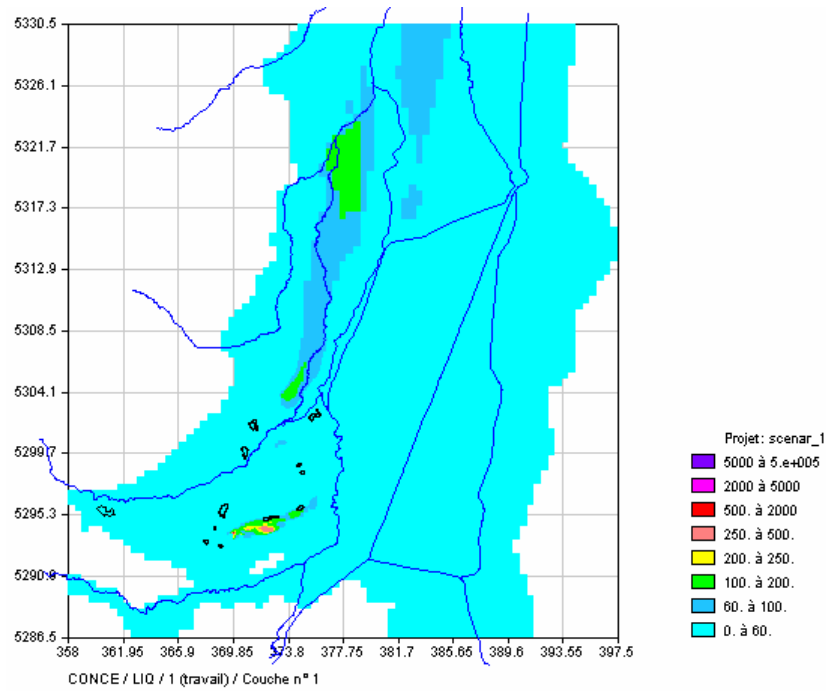 5330.5
5326.1
5321.7
5317.3
5312.9
5308.5
5304.1
5299.7
5295.3
5290.9
5286.5
358 361.95 365.9 369.85 373.8 377.75 381.7 385.65 389.6 393.55 397.5
CONCE / LIQ / 1 (travail) / Couche n° 1
Projet: scenar_1
5000 à 5.e+005
2000 à 5000
500. à 2000
250. à 500.
200. à 250.
100. à 200.
60. à 100.
0. à 60.